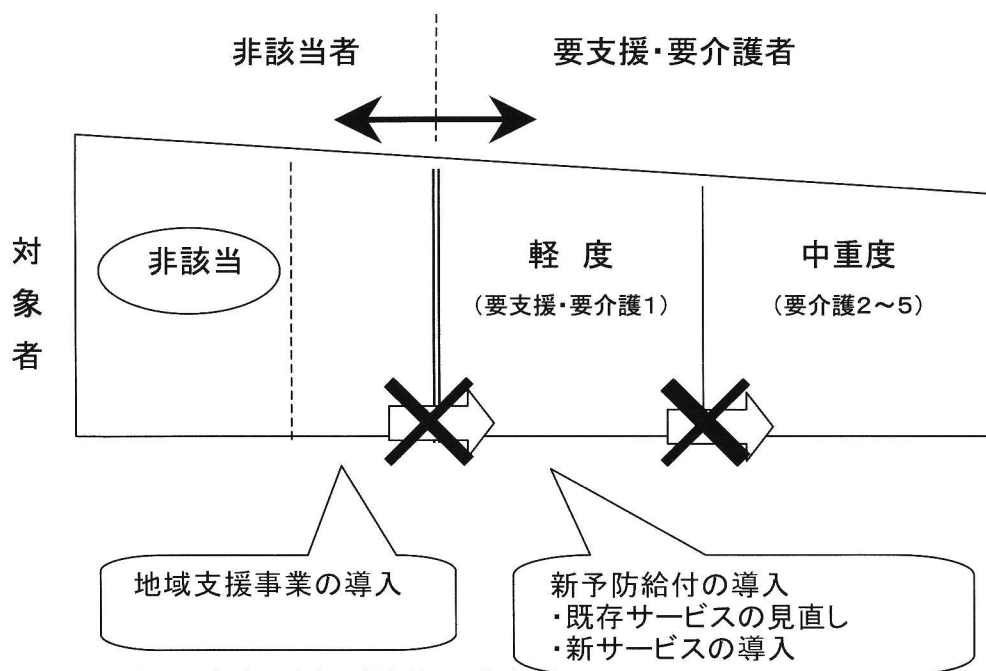 非該当者
要支援・要介護者
対象者
非該当
軽 度
（要支援・要介護1）
中重度
（要介護2～5）
地域支援事業の導入
新予防給付の導入
・既存サービスの見直し
・新サービスの導入